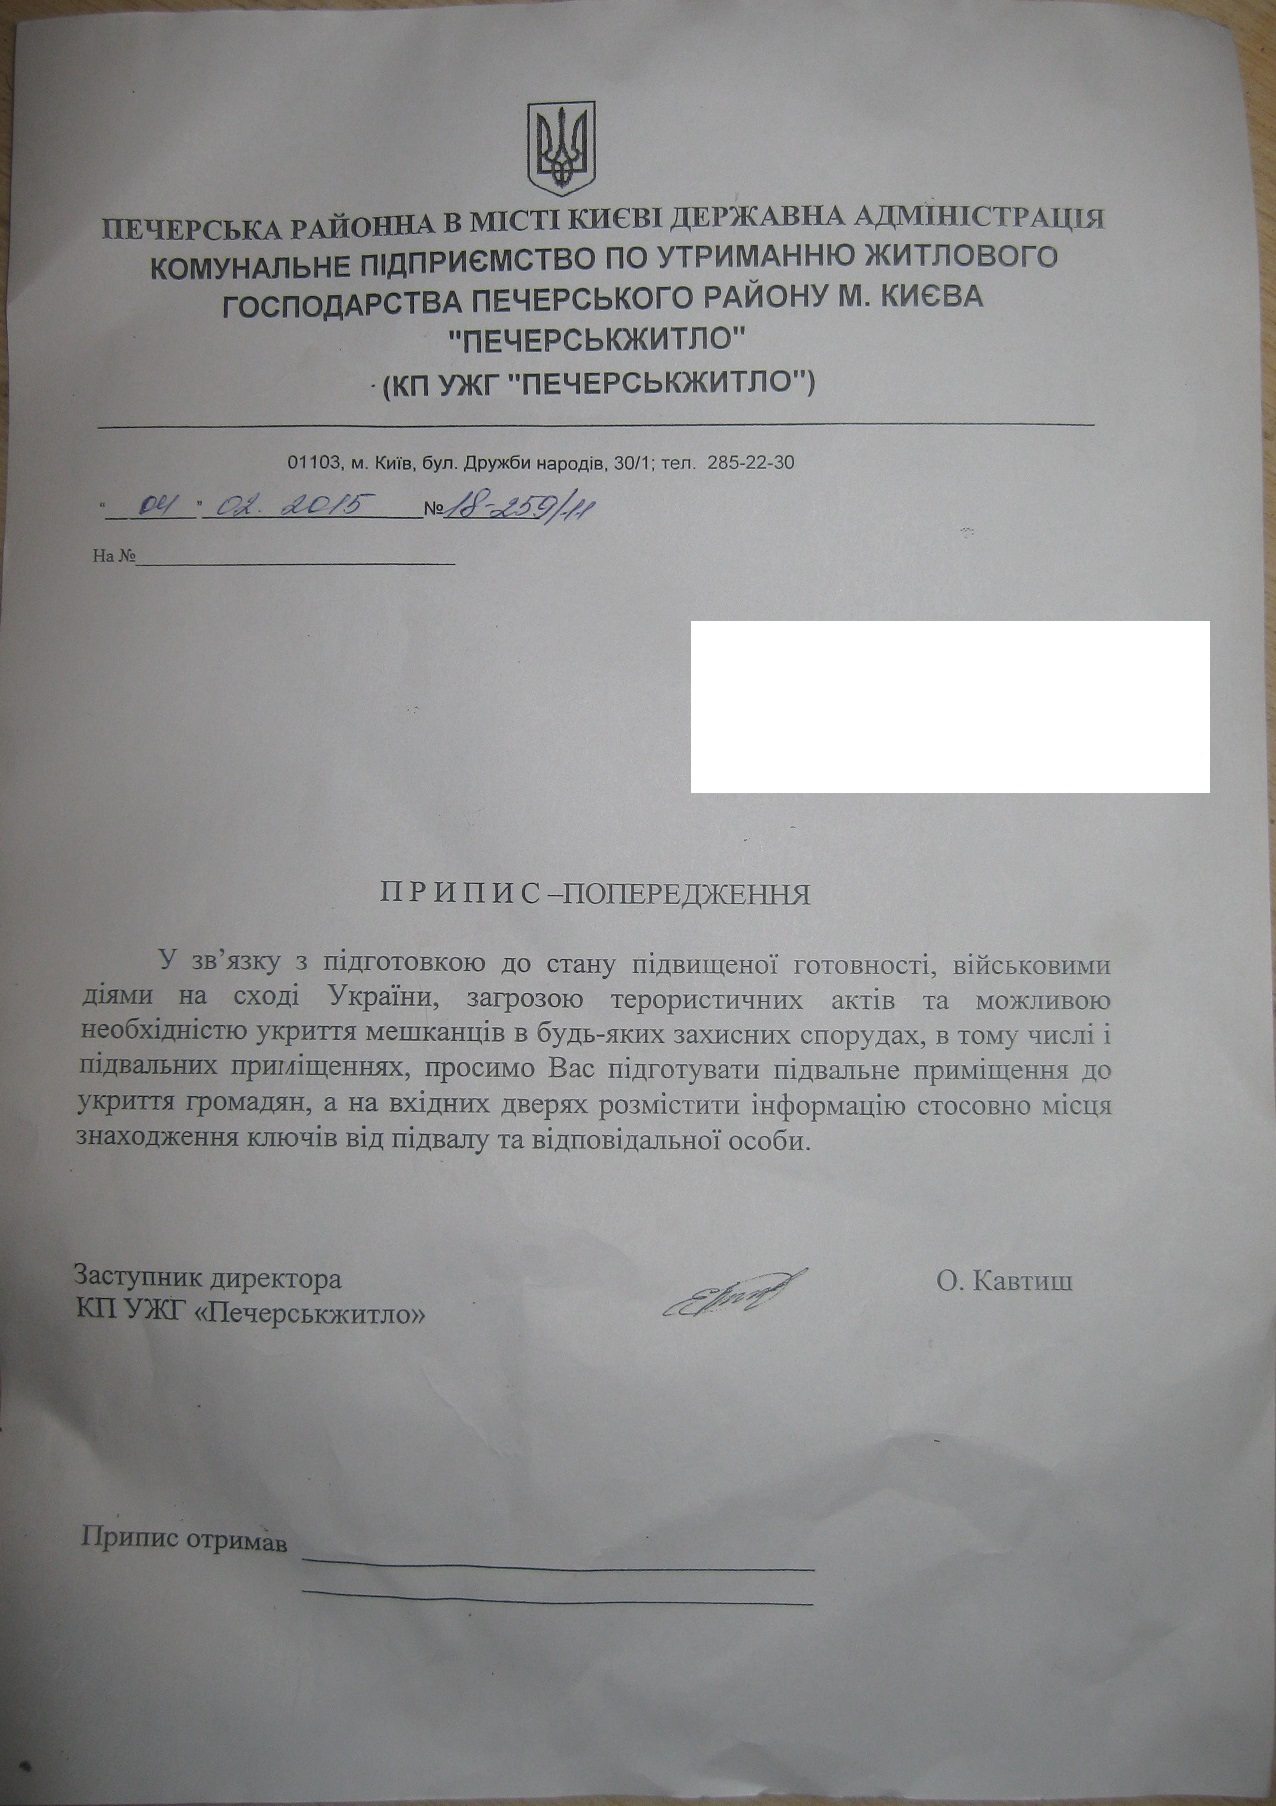 ПЕЧЕРСЬКА РАЙОННА В МІСТІ КИЄВІ ДЕРЖАВНА АДМІНІСТРАЦІЯ
КОМУНАЛЬНЕ ПІДПРИЄМСТВО ПО УТРИМАННЮ ЖИТЛОВОГО
ГОСПОДАРСТВА ПЕЧЕРСЬКОГО РАЙОНУ М. КИЄВА
"ПЕЧЕРСЬКЖИТЛО"
(КП УЖГ "ПЕЧЕРСЬКЖИТЛО")
01103, м. Київ, бул. Дружби народів, 30/1; тел. 285-22-30
" 04 " 02. 2015 № 18-259/11
На №
П Р И П И С –ПОПЕРЕДЖЕННЯ
У зв’язку з підготовкою до стану підвищеної готовності, військовими
діями на сході України, загрозою терористичних актів та можливою
необхідністю укриття мешканців в будь-яких захисних спорудах, в тому числі і
підвальних приміщеннях, просимо Вас підготувати підвальне приміщення до
укриття громадян, а на вхідних дверях розмістити інформацію стосовно місця
знаходження ключів від підвалу та відповідальної особи.
Заступник директора О. Кавтиш
КП УЖГ «Печерськжитло»
Припис отримав